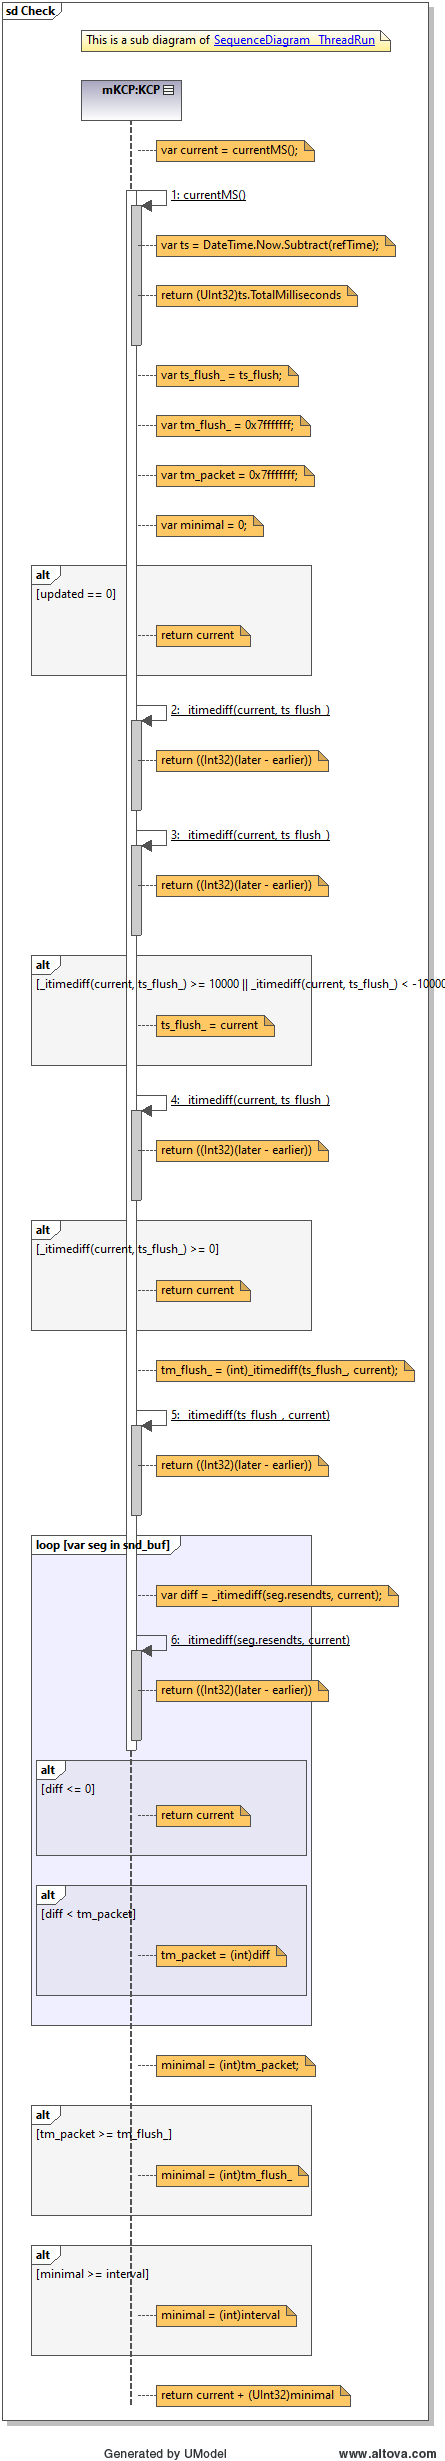 sd Check
This is a sub diagram of SequenceDiagram_ThreadRun
mKCP:KCP
var current = currentMS();
1: currentMS()
var ts = DateTime.Now.Subtract(refTime);
return (UInt32)ts.TotalMilliseconds
var ts_flush_ = ts_flush;
var tm_flush_ = 0x7fffffff;
var tm_packet = 0x7fffffff;
var minimal = 0;
alt
[updated == 0]
return current
2: _itimediff(current, ts_flush_)
return ((Int32)(later - earlier))
3: _itimediff(current, ts_flush_)
return ((Int32)(later - earlier))
alt
[_itimediff(current, ts_flush_) >= 10000 || _itimediff(current, ts_flush_) < -10000
ts_flush_ = current
4: _itimediff(current, ts_flush_)
return ((Int32)(later - earlier))
alt
[_itimediff(current, ts_flush_) >= 0]
return current
tm_flush_ = (int)_itimediff(ts_flush_, current);
5: _itimediff(ts_flush_, current)
return ((Int32)(later - earlier))
loop [var seg in snd_buf]
var diff = _itimediff(seg.resendts, current);
6: _itimediff(seg.resendts, current)
return ((Int32)(later - earlier))
alt
[diff <= 0]
return current
alt
[diff < tm_packet]
tm_packet = (int)diff
minimal = (int)tm_packet;
alt
[tm_packet >= tm_flush_]
minimal = (int)tm_flush_
alt
[minimal >= interval]
minimal = (int)interval
return current + (UInt32)minimal
Generated by UModel www.altova.com